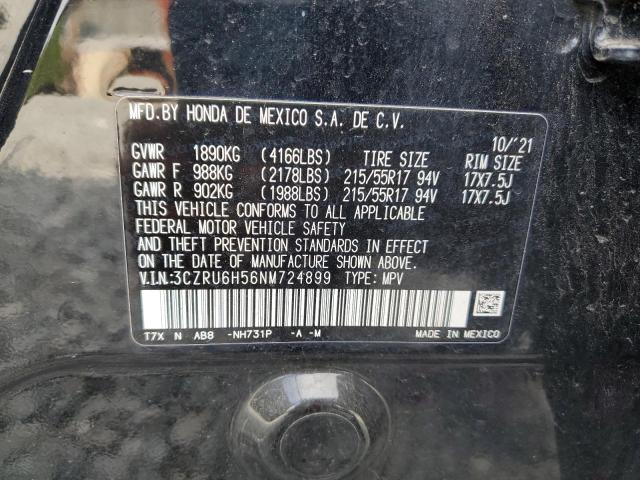 MFD.BY HONDA DE MEXICO S.A. DE C.V.
10/'21
GVWR 1890KG (4166LBS) TIRE SIZE RIM SIZE
GAWR F 988KG (2178LBS) 215/55R17 94V 17X7.5J
GAWR R 902KG (1988LBS) 215/55R17 94V 17X7.5J
THIS VEHICLE CONFORMS TO ALL APPLICABLE
FEDERAL MOTOR VEHICLE SAFETY
AND THEFT PREVENTION STANDARDS IN EFFECT
ON THE DATE OF MANUFACTURE SHOWN ABOVE.
V.I.N.:3CZRU6H56NM724899 TYPE: MPV
T7X N AB8 -NH731P -A -M MADE IN MEXICO